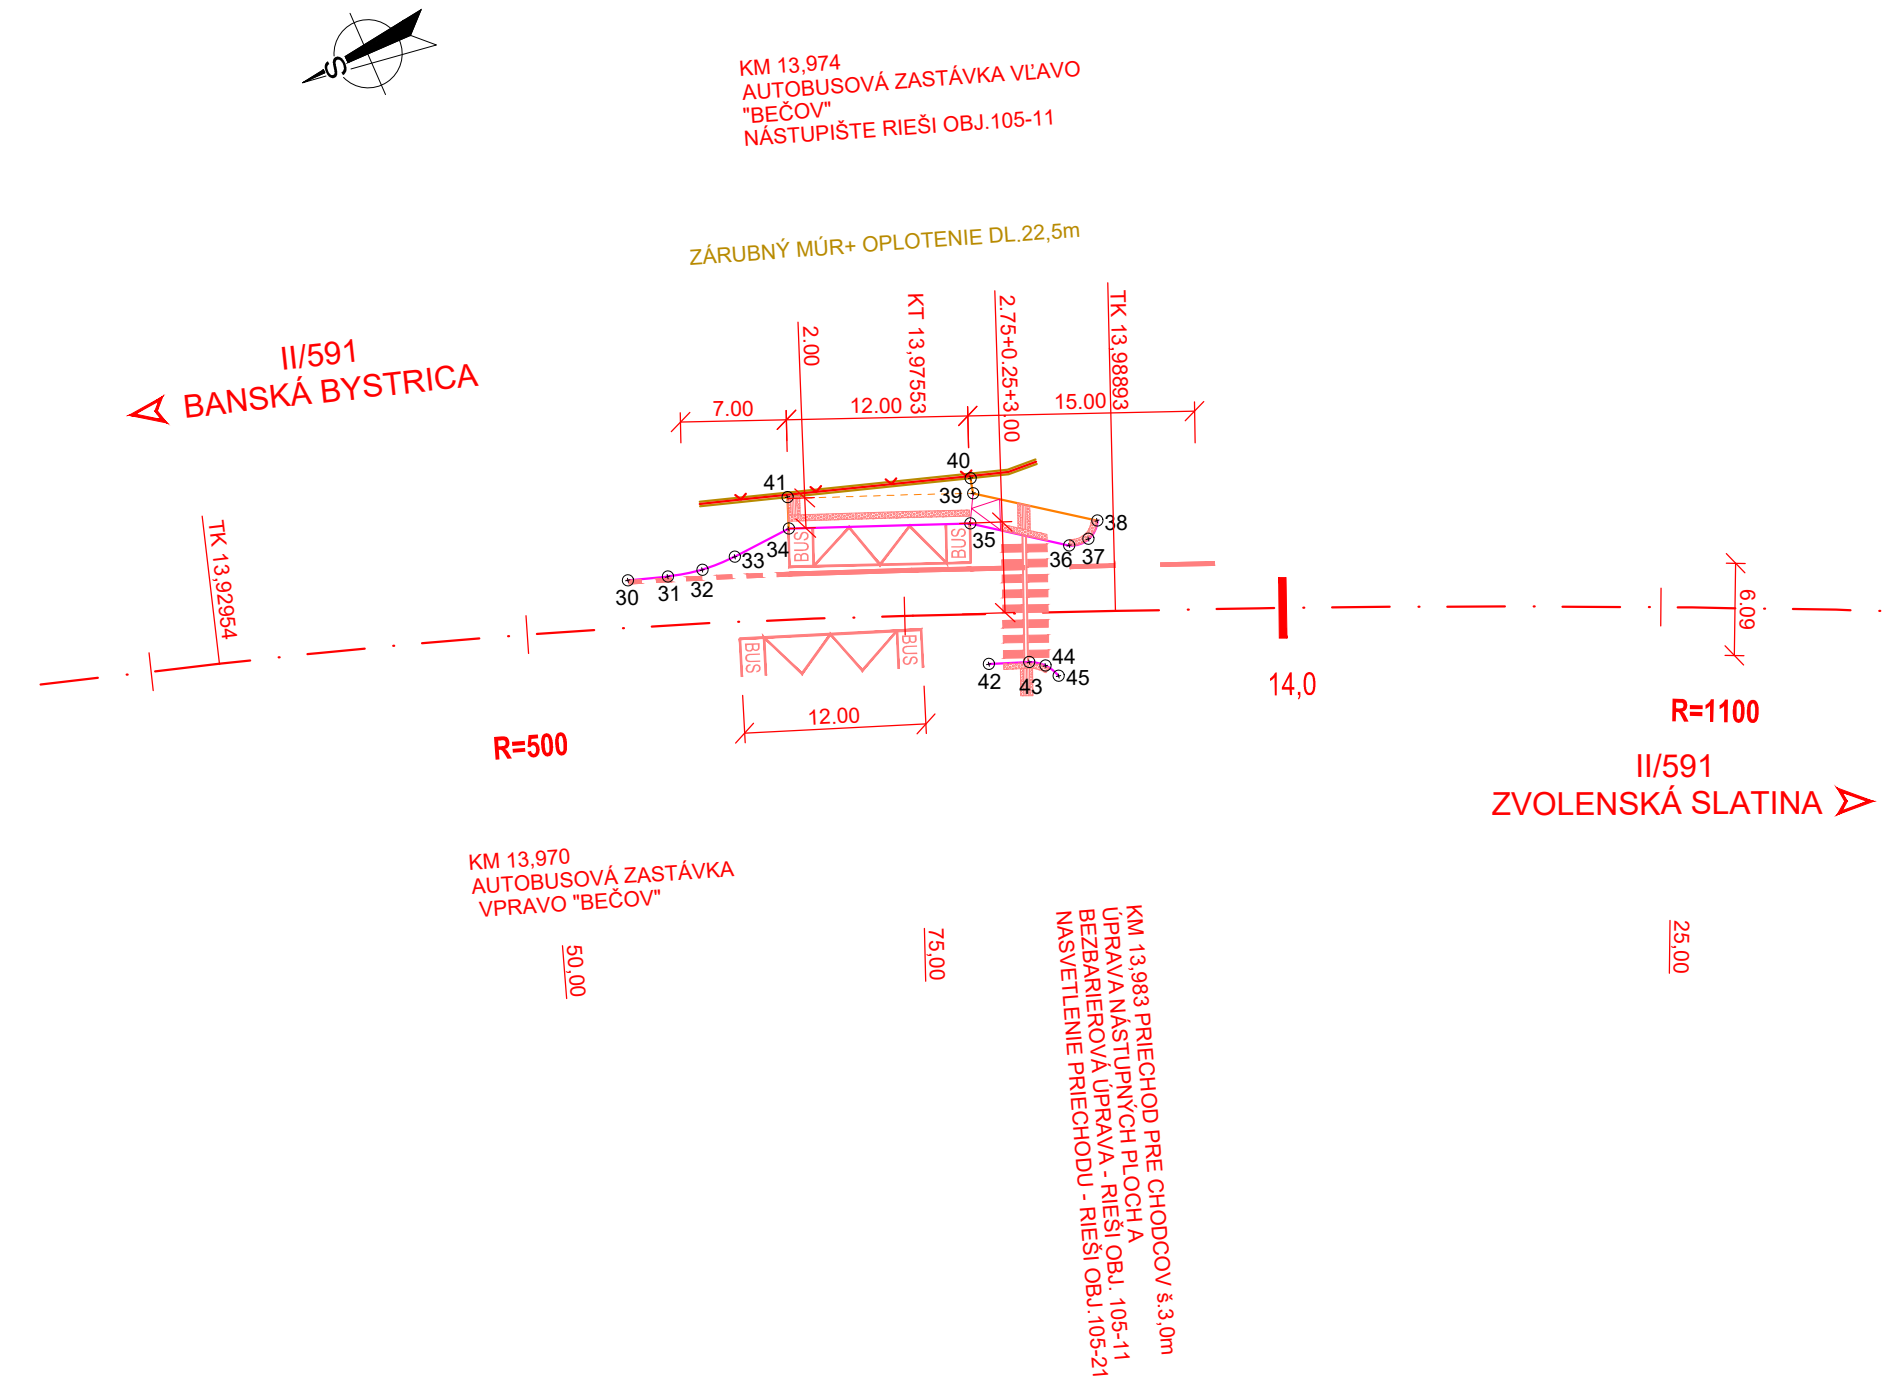 S
KM 13,974
AUTOBUSOVÁ ZASTÁVKA VĽAVO
"BEČOV"
NÁSTUPIŠTE RIEŠI OBJ.105-11
ZÁRUBNÝ MÚR+ OPLOTENIE DL.22,5m
II/591
BANSKÁ BYSTRICA
2.00
KT 13,97553
2.75+0.25+3.00
TK 13,98893
7.00
12.00
15.00
TK 13,92954
41
40
39
38
37
36
35
34
33
32
31
30
BUS
BUS
BUS
BUS
42
43
44
45
6.09
14,0
12.00
R=500
R=1100
II/591
ZVOLENSKÁ SLATINA
KM 13,970
AUTOBUSOVÁ ZASTÁVKA
VPRAVO "BEČOV"
50,00
75,00
25,00
KM 13,983 PRIECHOD PRE CHODCOV š.3,0m
ÚPRAVA NÁSTUPNÝCH PLOCH A
BEZBARIEROVÁ ÚPRAVA - RIEŠI OBJ. 105-11
NASVETLENIE PRIECHODU - RIEŠI OBJ.105-21